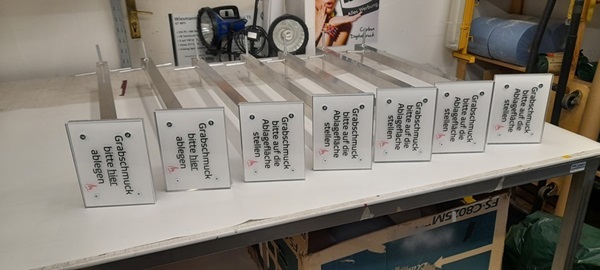 Grabschmuck
bitte hier
ablegen
Grabschmuck
bitte hier
ablegen
Grabschmuck
bitte auf die
Ablagefläche
stellen
Grabschmuck
bitte auf die
Ablagefläche
stellen
Grabschmuck
bitte auf die
Ablagefläche
stellen
Grabschmuck
bitte auf die
Ablagefläche
stellen
Grabschmuck
bitte auf die
Ablagefläche
stellen